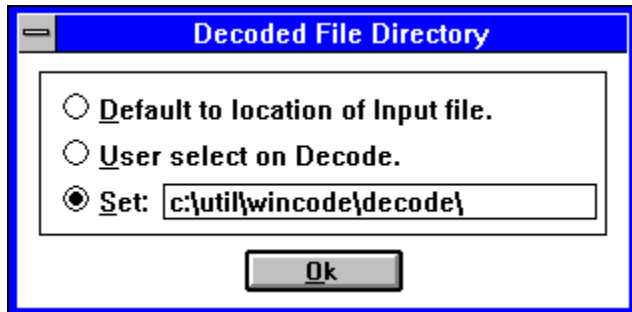 Decoded File Directory
Default to location of Input file.
User select on Decode.
Set: c:\util\wincode\decode\
Ok